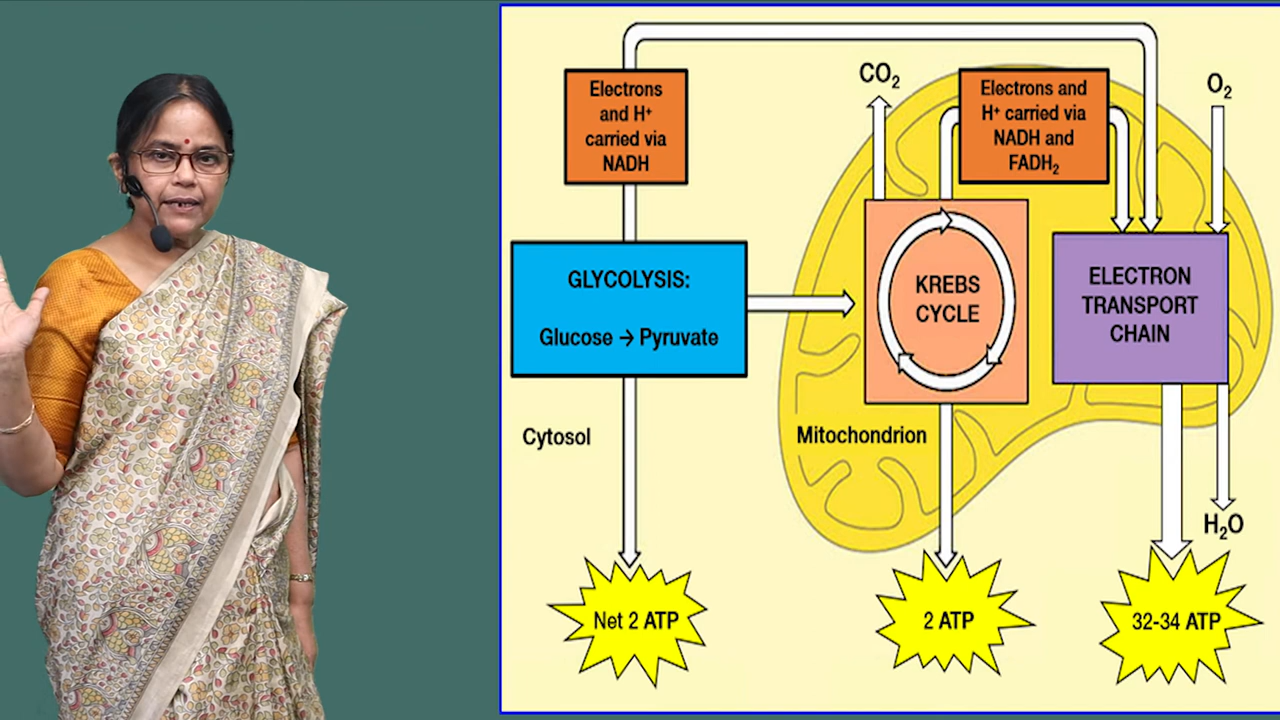 Electrons
and H⁺
carried via
NADH
CO₂
Electrons and
H⁺ carried via
NADH and
FADH₂
O₂
GLYCOLYSIS:
Glucose → Pyruvate
KREBS
CYCLE
ELECTRON
TRANSPORT
CHAIN
Cytosol
Mitochondrion
H₂O
Net 2 ATP
2 ATP
32-34 ATP